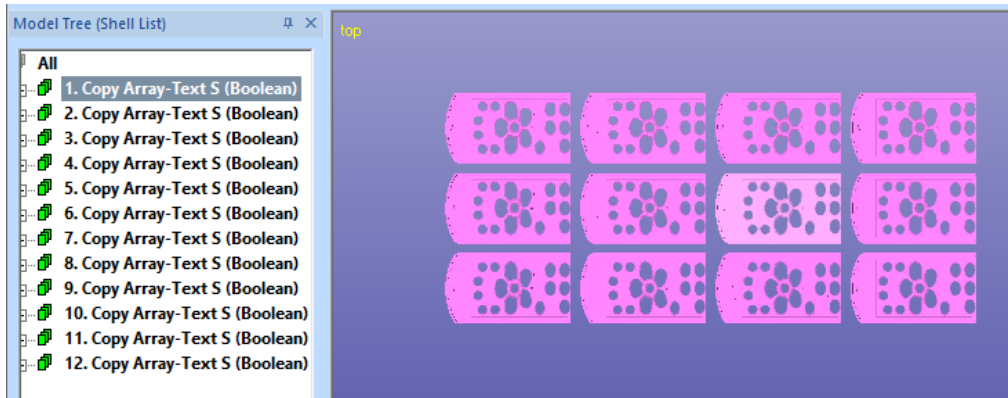 Model Tree (Shell List)
top
All
1. Copy Array-Text S (Boolean)
2. Copy Array-Text S (Boolean)
3. Copy Array-Text S (Boolean)
4. Copy Array-Text S (Boolean)
5. Copy Array-Text S (Boolean)
6. Copy Array-Text S (Boolean)
7. Copy Array-Text S (Boolean)
8. Copy Array-Text S (Boolean)
9. Copy Array-Text S (Boolean)
10. Copy Array-Text S (Boolean)
11. Copy Array-Text S (Boolean)
12. Copy Array-Text S (Boolean)